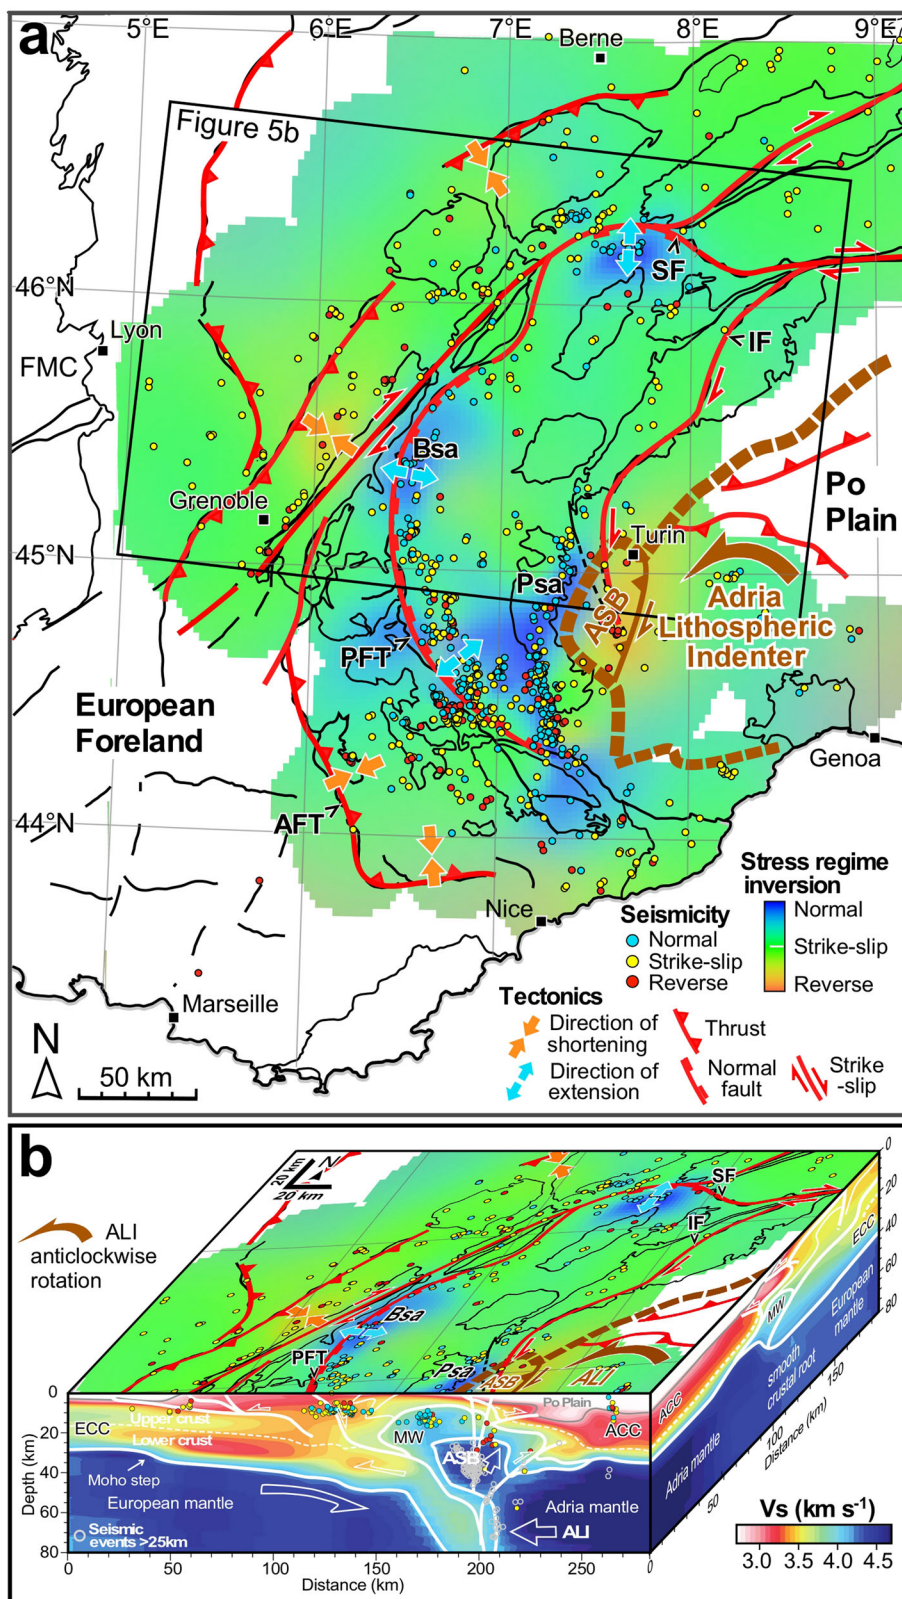 a
5°E
6°E
7°E
8°E
9°E
Berne
Figure 5b
46°N
Lyon
FMC
SF
IF
Bsa
Grenoble
Po
Plain
45°N
Turin
Psa
ASB
Adria
Lithospheric
Indenter
PFT
European
Foreland
Genoa
44°N
AFT
Nice
Marseille
Seismicity
Normal
Strike-slip
Reverse
Stress regime
inversion
Normal
Strike-slip
Reverse
Tectonics
Direction of
shortening
Direction of
extension
Thrust
Normal
fault
Strike
-slip
N
50 km
b
20 km
N
20 km
ALI
anticlockwise
rotation
SF
IF
Bsa
PFT
Psa
ASB
ALI
0
20
40
60
80
ECC
European
mantle
MW
smooth
crustal root
ACC
Adria mantle
50
100
150
Distance (km)
0
20
40
60
80
Depth (km)
ECC
Upper crust
Lower crust
Moho step
European mantle
Seismic
events >25km
MW
ASB
Po Plain
ACC
Adria mantle
ALI
0
50
100
150
200
250
0
0
Distance (km)
Vs (km s⁻¹)
3.0
3.5
4.0
4.5